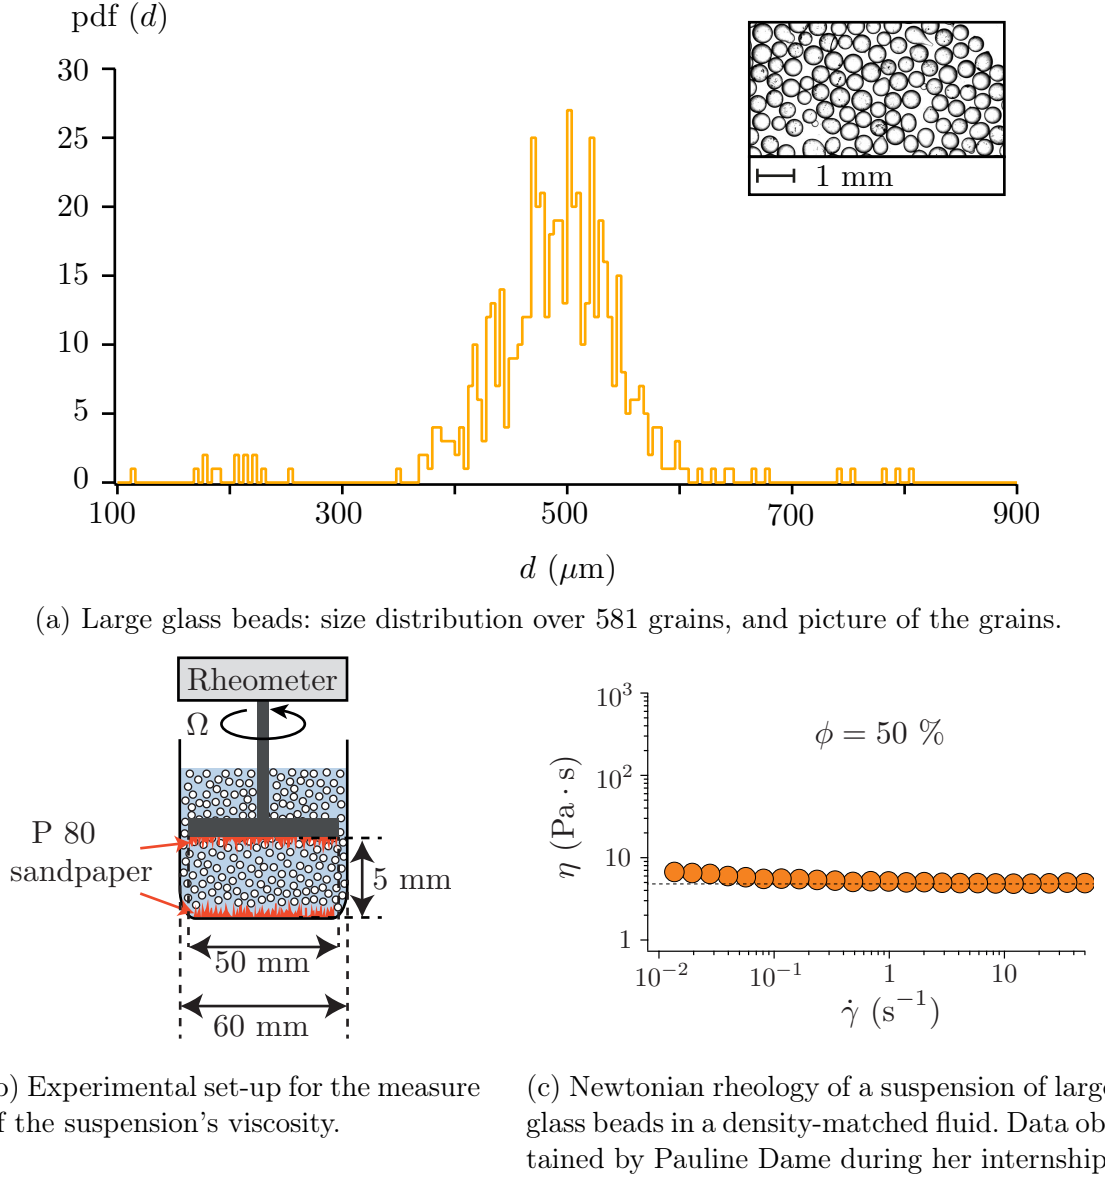 pdf (d)
30
25
20
15
10
5
0
100 300 500 700 900
d (μm)
1 mm
(a) Large glass beads: size distribution over 581 grains, and picture of the grains.
Rheometer
Ω
P 80
sandpaper
5 mm
50 mm
60 mm
) Experimental set-up for the measure
f the suspension's viscosity.
η (Pa · s)
10³
10²
10
1
ϕ = 50 %
10⁻² 10⁻¹ 1 10
γ̇ (s⁻¹)
(c) Newtonian rheology of a suspension of large
glass beads in a density-matched fluid. Data ob
tained by Pauline Dame during her internship